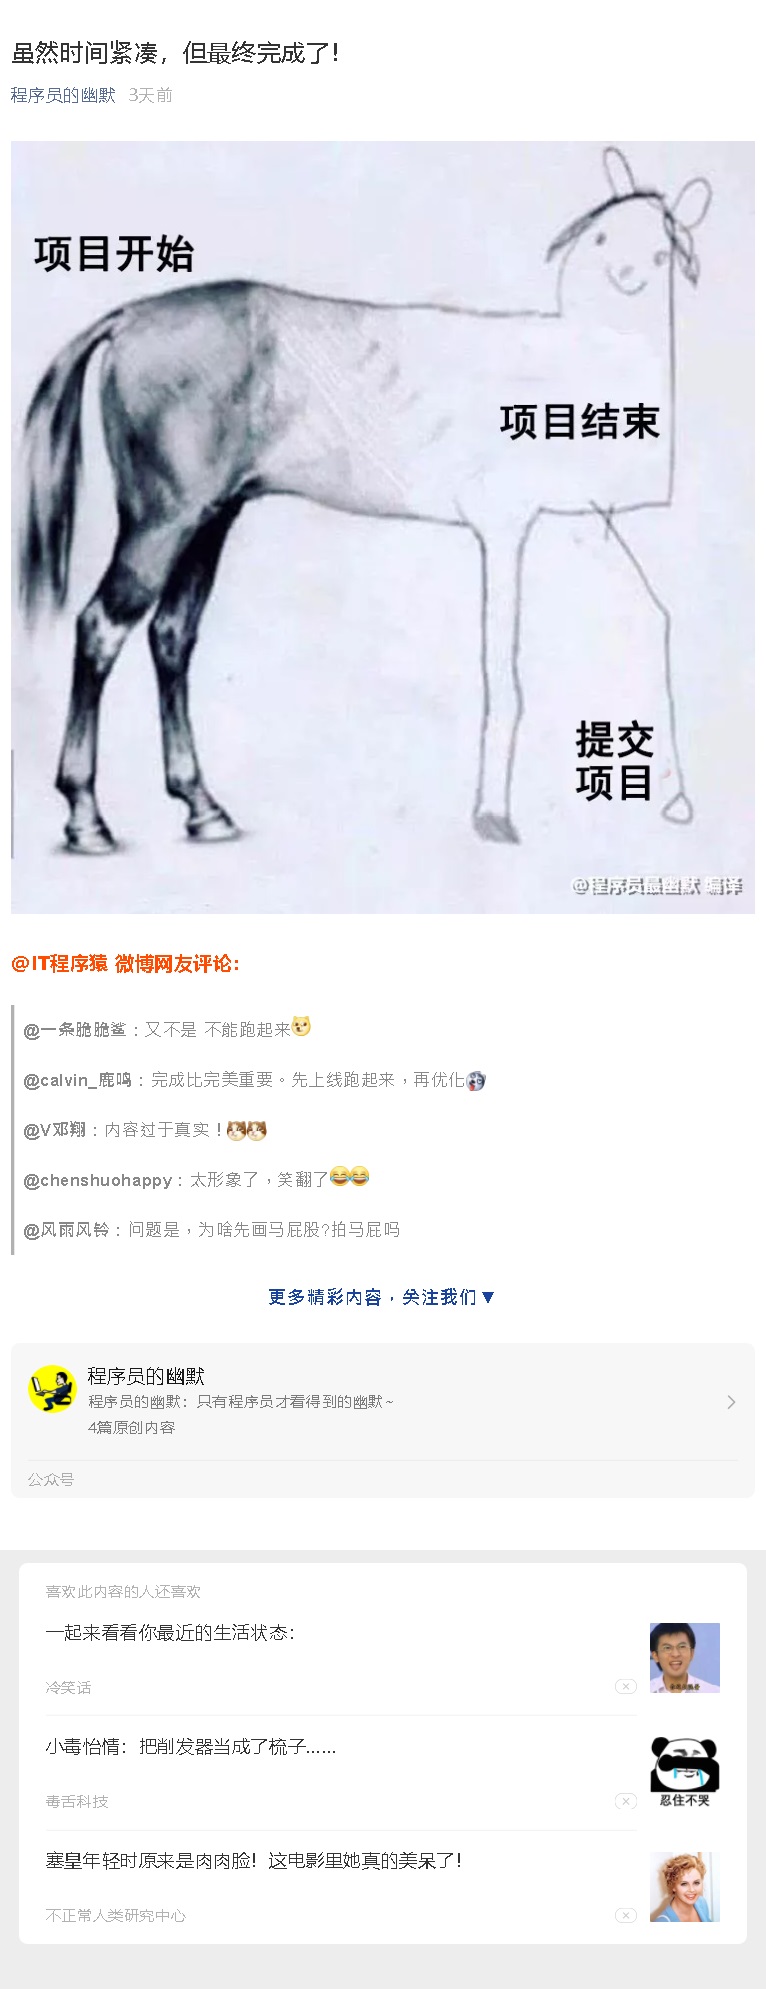 虽然时间紧凑，但最终完成了！
程序员的幽默 3天前
项目开始
项目结束
提交
项目
@程序员最幽默 编译
@IT程序猿 微博网友评论：
@一条脆脆鲨：又不是 不能跑起来
@calvin_鹿鸣：完成比完美重要。先上线跑起来，再优化
@V邓翔：内容过于真实！
@chenshuohappy：太形象了，笑翻了
@风雨风铃：问题是，为啥先画马屁股?拍马屁吗
更多精彩内容，关注我们▼
程序员的幽默
程序员的幽默：只有程序员才看得到的幽默~
4篇原创内容
公众号
喜欢此内容的人还喜欢
一起来看看你最近的生活状态：
冷笑话
小毒怡情：把削发器当成了梳子......
毒舌科技
忍住不哭
塞皇年轻时原来是肉肉脸！这电影里她真的美呆了！
不正常人类研究中心